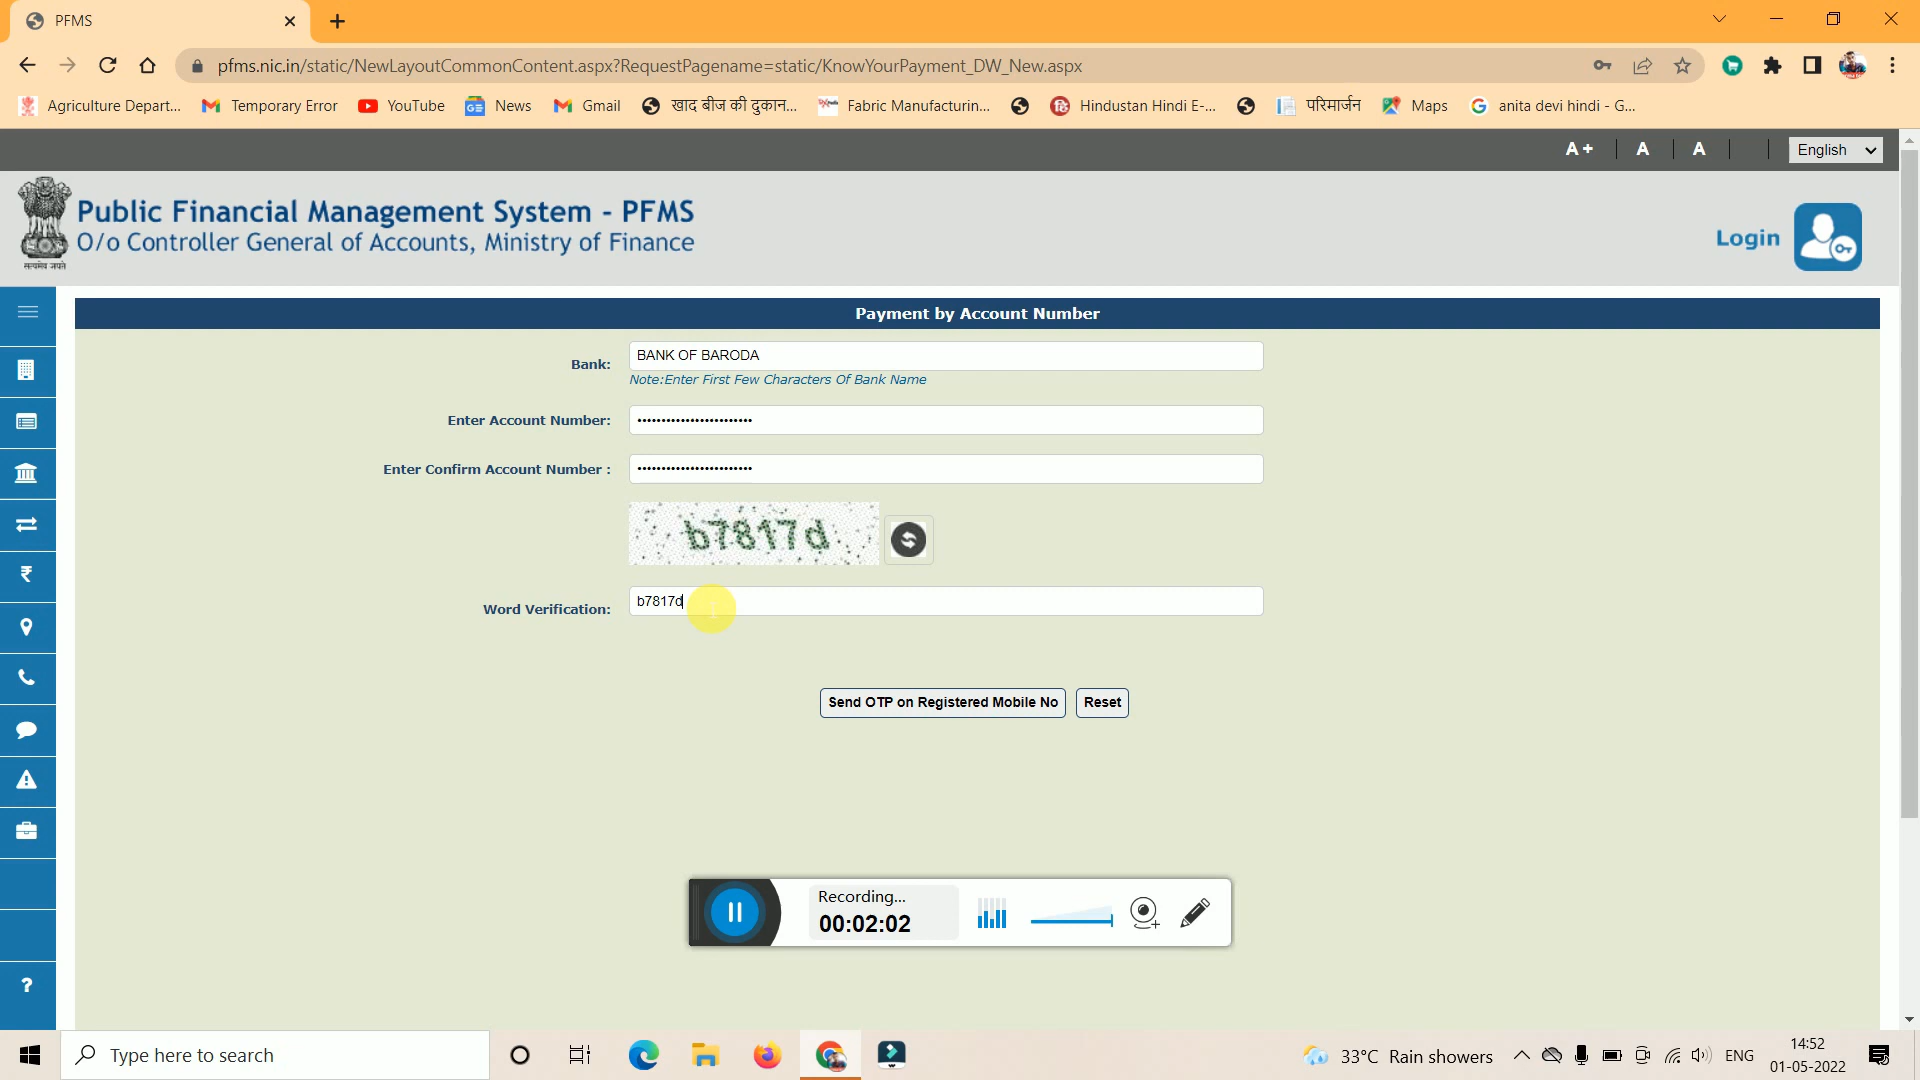 PFMS
pfms.nic.in/static/NewLayoutCommonContent.aspx?RequestPagename=static/KnowYourPayment_DW_New.aspx
Agriculture Depart... Temporary Error YouTube News Gmail खाद बीज की दुकान... Fabric Manufacturin... Hindustan Hindi E-... परिमार्जन Maps anita devi hindi - G...
A+ A A English
सत्यमेव जयते
Public Financial Management System - PFMS
O/o Controller General of Accounts, Ministry of Finance
Login
Payment by Account Number
Bank: BANK OF BARODA
Note:Enter First Few Characters Of Bank Name
Enter Account Number: ••••••••••••••••••••••••
Enter Confirm Account Number : ••••••••••••••••••••••••
b7817d
Word Verification: b7817d
Send OTP on Registered Mobile No Reset
Recording...
00:02:02
Type here to search
33°C Rain showers
ENG
14:52
01-05-2022